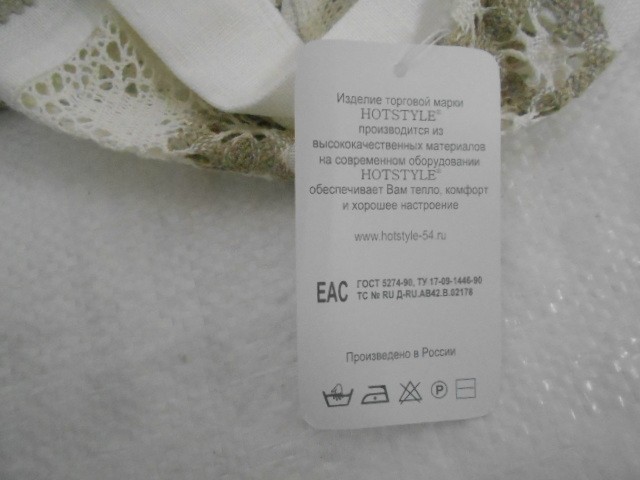 Изделие торговой марки
HOTSTYLE®
производится из
высококачественных материалов
на современном оборудовании
HOTSTYLE®
обеспечивает Вам тепло, комфорт
и хорошее настроение
www.hotstyle-54.ru
EAC
ГОСТ 5274-90, ТУ 17-09-1446-90
ТС № RU Д-RU.АВ42.В.02178
Произведено в России
P